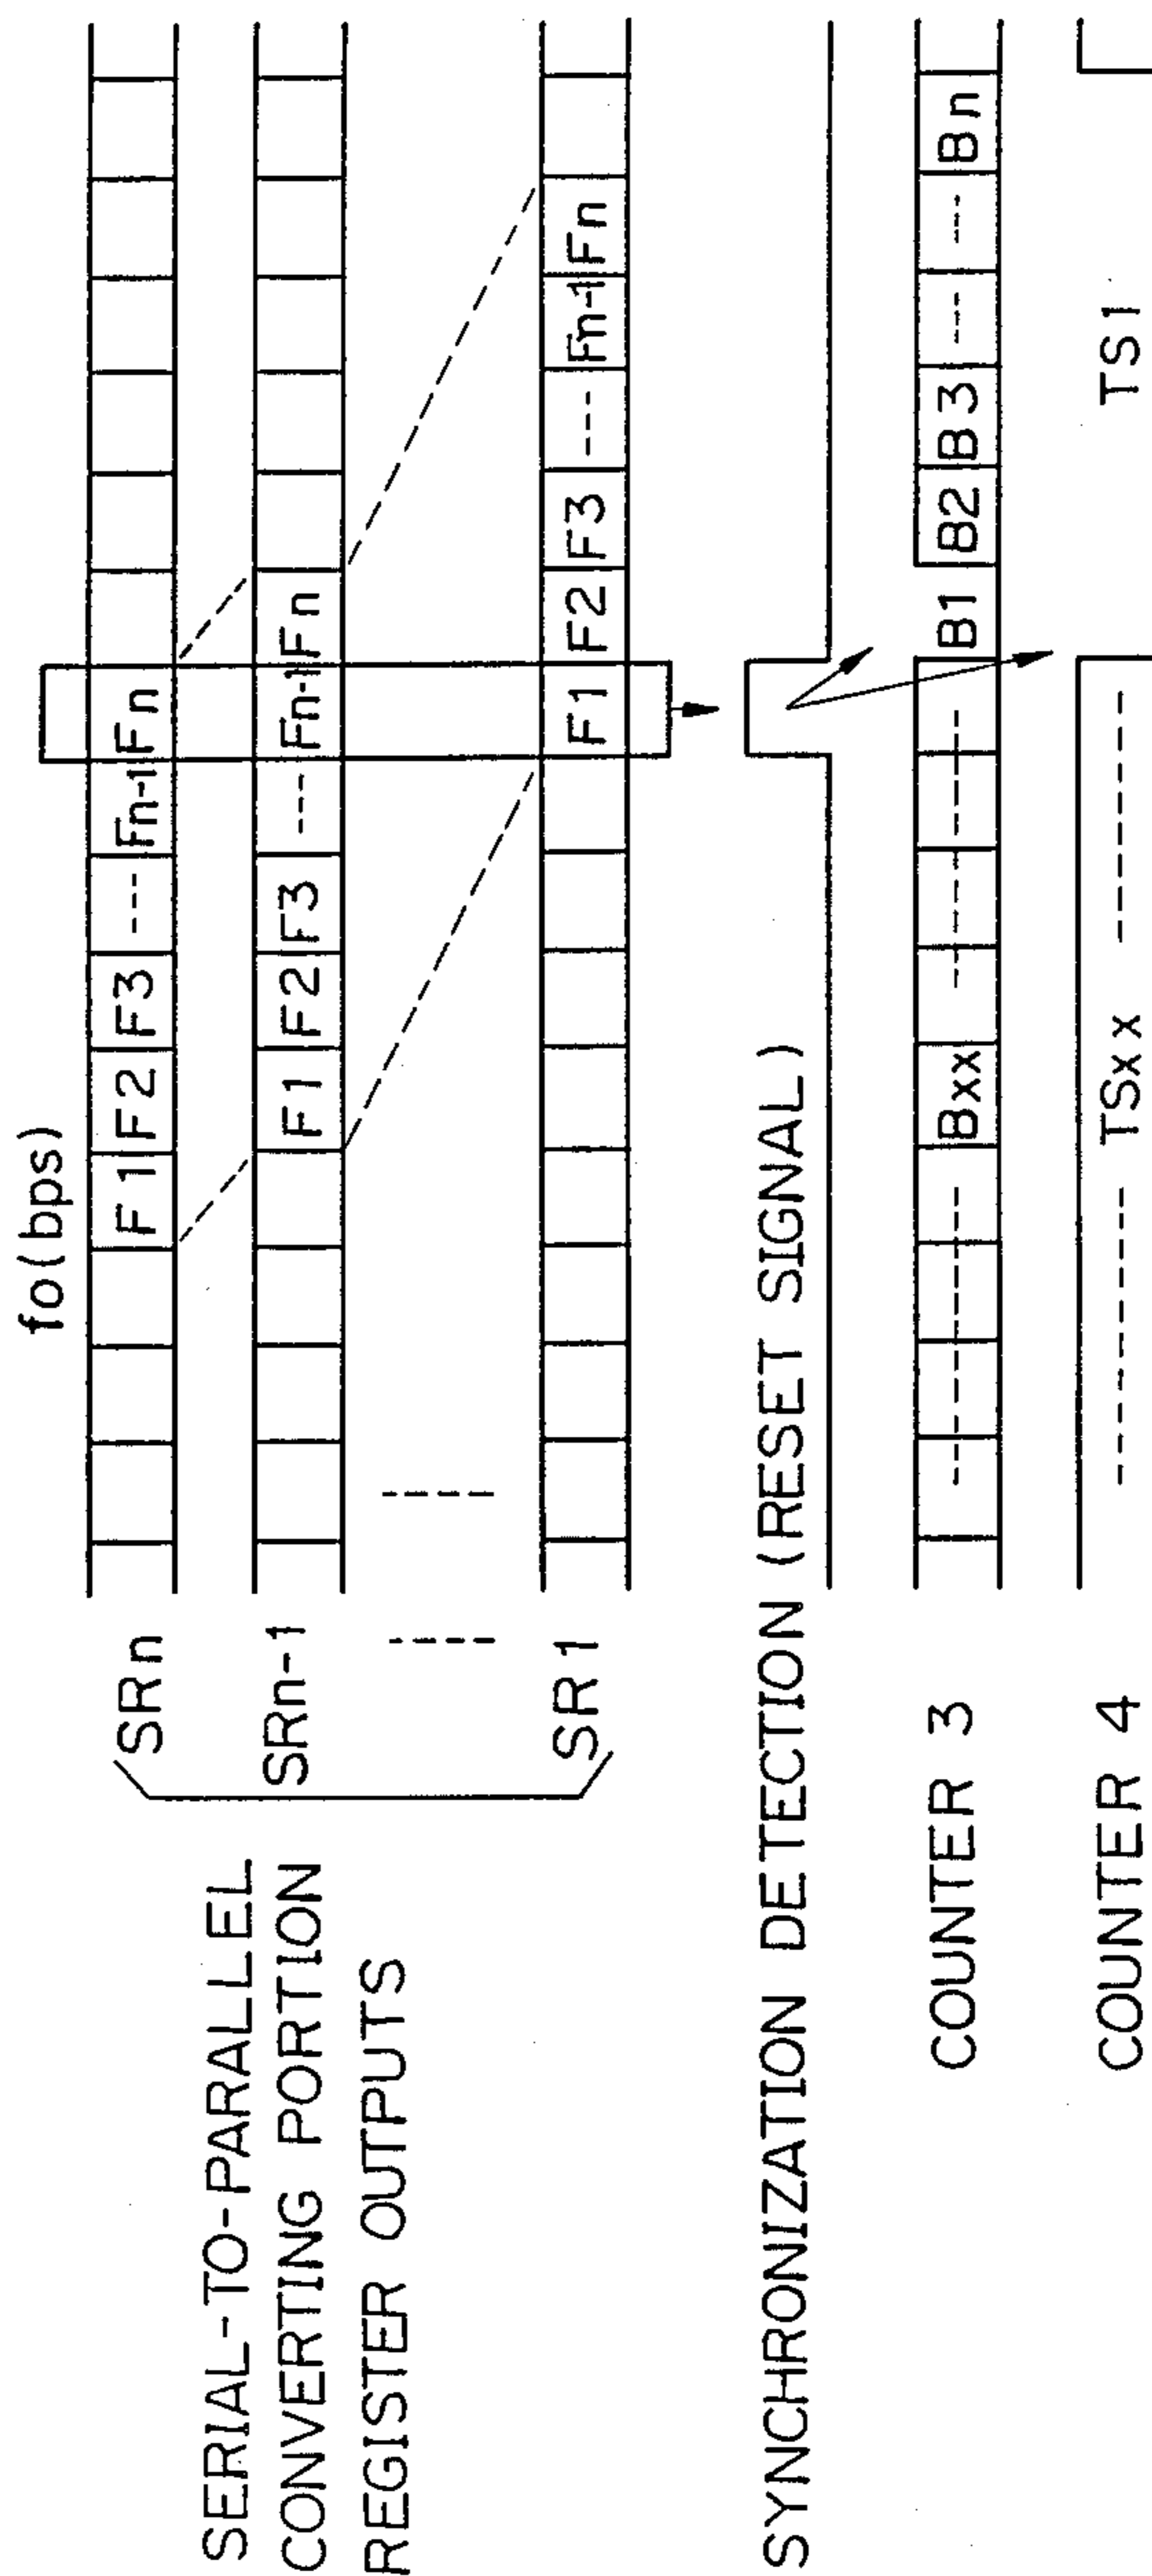 fo(bps)
SRn F1 F2 F3 --- Fn-1 Fn
SERIAL-TO-PARALLEL
CONVERTING PORTION
REGISTER OUTPUTS
SRn-1 F1 F2 F3 --- Fn-1 Fn
SR1 F1 F2 F3 --- Fn-1 Fn
SYNCHRONIZATION DETECTION (RESET SIGNAL)
COUNTER 3 Bxx B1 B2 B3 --- --- Bn
COUNTER 4 TSxx TS1